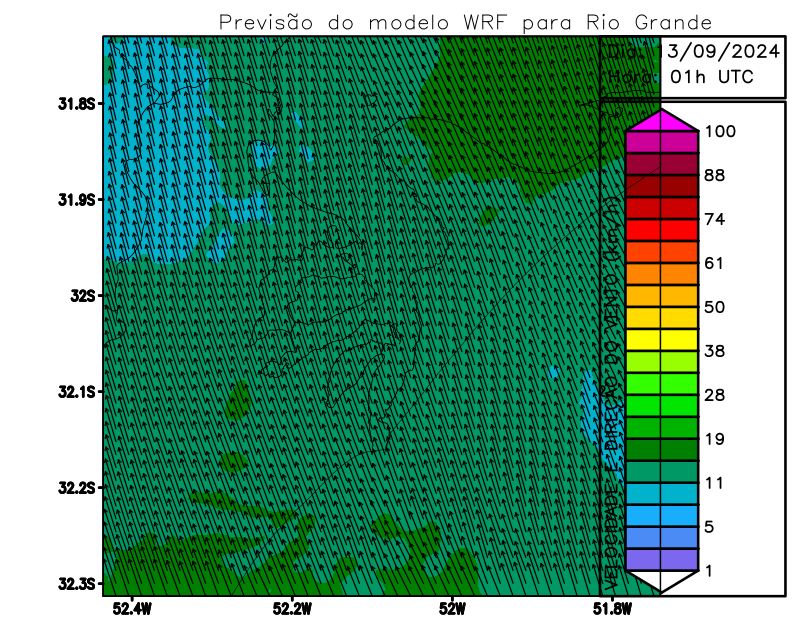 Previsão do modelo WRF para Rio Grande
Dia: 3/09/2024
Hora: 01h UTC
31.8S
31.9S
32S
32.1S
32.2S
32.3S
52.4W
52.2W
52W
51.8W
VELOCIDADE E DIREÇÃO DO VENTO (km/h)
100
88
74
61
50
38
28
19
11
5
1